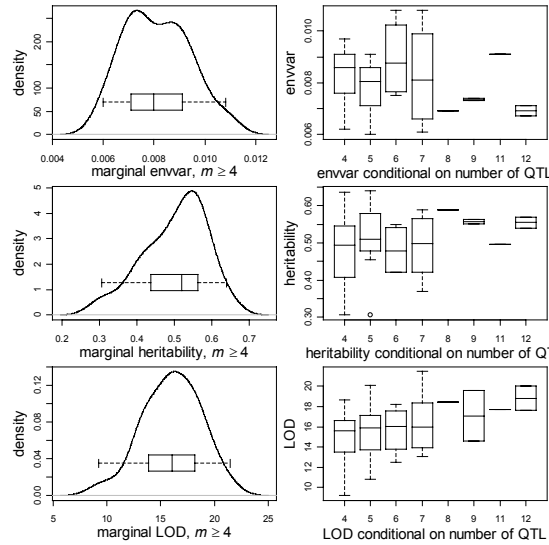 density
0 50 100 200
0.004 0.006 0.008 0.010 0.012
marginal envar, m ≥ 4
envvar
0.006 0.008 0.010
4 5 6 7 8 9 11 12
envvar conditional on number of QTL
density
0 1 2 3 4 5
0.2 0.3 0.4 0.5 0.6 0.7
marginal heritability, m ≥ 4
heritability
0.30 0.40 0.50 0.60
4 5 6 7 8 9 11 12
heritability conditional on number of QTL
density
0.00 0.04 0.08 0.12
5 10 15 20 25
marginal LOD, m ≥ 4
LOD
10 12 14 16 18 20
4 5 6 7 8 9 11 12
LOD conditional on number of QTL